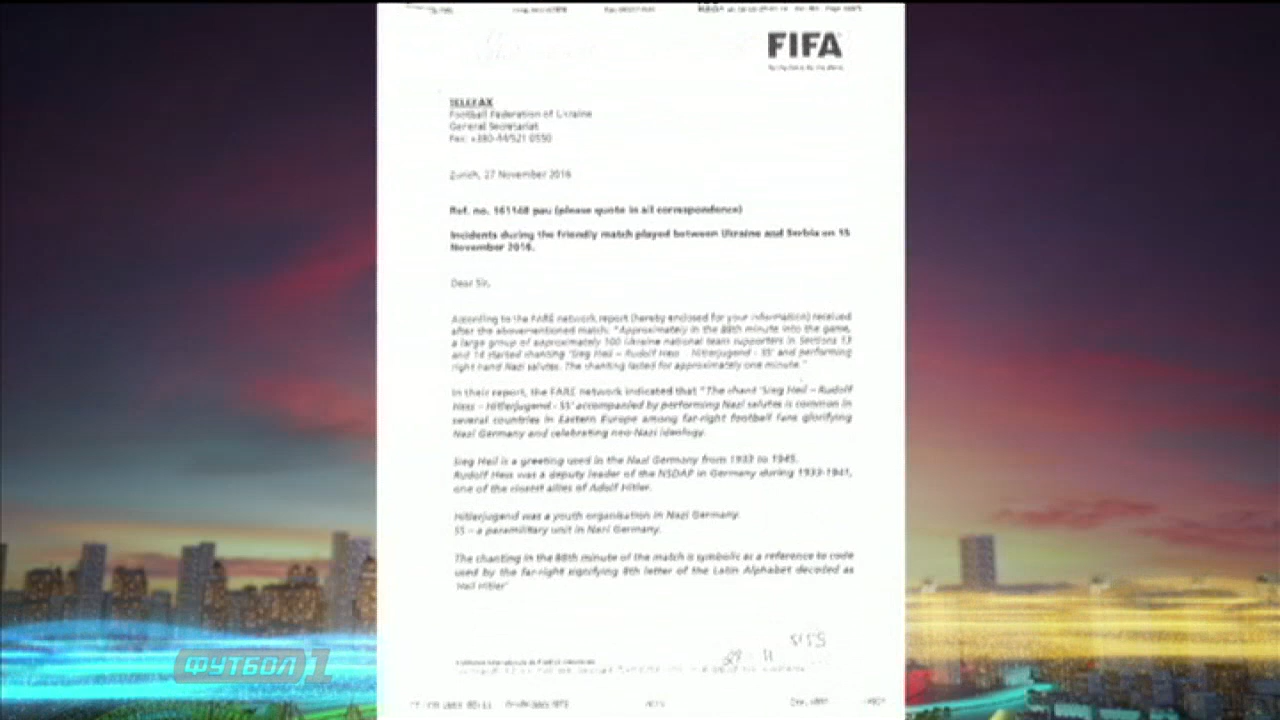 FIFA
TELEFAX
Football Federation of Ukraine
General Secretariat
Fax: +380-44/521 0550
Zurich, 27 November 2016
Ref. no. 161148 pau (please quote in all correspondence)
Incidents during the friendly match played between Ukraine and Serbia on 15
November 2016.
Dear Sir,
According to the FARE network report (hereby enclosed for your information) received
after the abovementioned match: "Approximately in the 88th minute into the game,
a large group of approximately 100 Ukraine national team supporters in Sections 13
and 14 started chanting 'Sieg Heil – Rudolf Hess - Hitlerjugend - SS' and performing
right hand Nazi salutes. The chanting lasted for approximately one minute."
In their report, the FARE network indicated that "The chant 'Sieg Heil – Rudolf
Hess – Hitlerjugend - SS' accompanied by performing Nazi salutes is common in
several countries in Eastern Europe among far-right football fans glorifying
Nazi Germany and celebrating neo-Nazi ideology.
Sieg Heil is a greeting used in the Nazi Germany from 1933 to 1945.
Rudolf Hess was a deputy leader of the NSDAP in Germany during 1933-1941,
one of the closest allies of Adolf Hitler.
Hitlerjugend was a youth organisation in Nazi Germany.
SS – a paramilitary unit in Nazi Germany.
The chanting in the 88th minute of the match is symbolic as a reference to code
used by the far-right signifying 8th letter of the Latin Alphabet decoded as
'Heil Hitler'
ФУТБОЛ 1